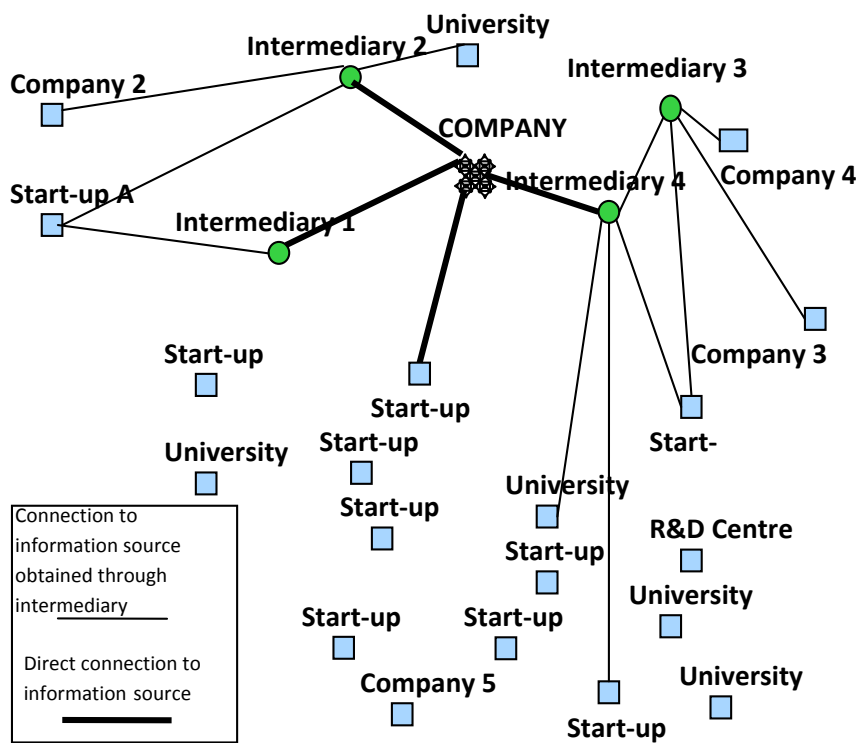 University
Intermediary 2
Intermediary 3
Company 2
COMPANY
Intermediary 4
Company 4
Start-up A
Intermediary 1
Start-up
Company 3
Start-up
Start-
Start-up
University
University
Start-up
R&D Centre
Start-up
University
Start-up
Start-up
Company 5
University
Start-up
Connection to
information source
obtained through
intermediary
Direct connection to
information source